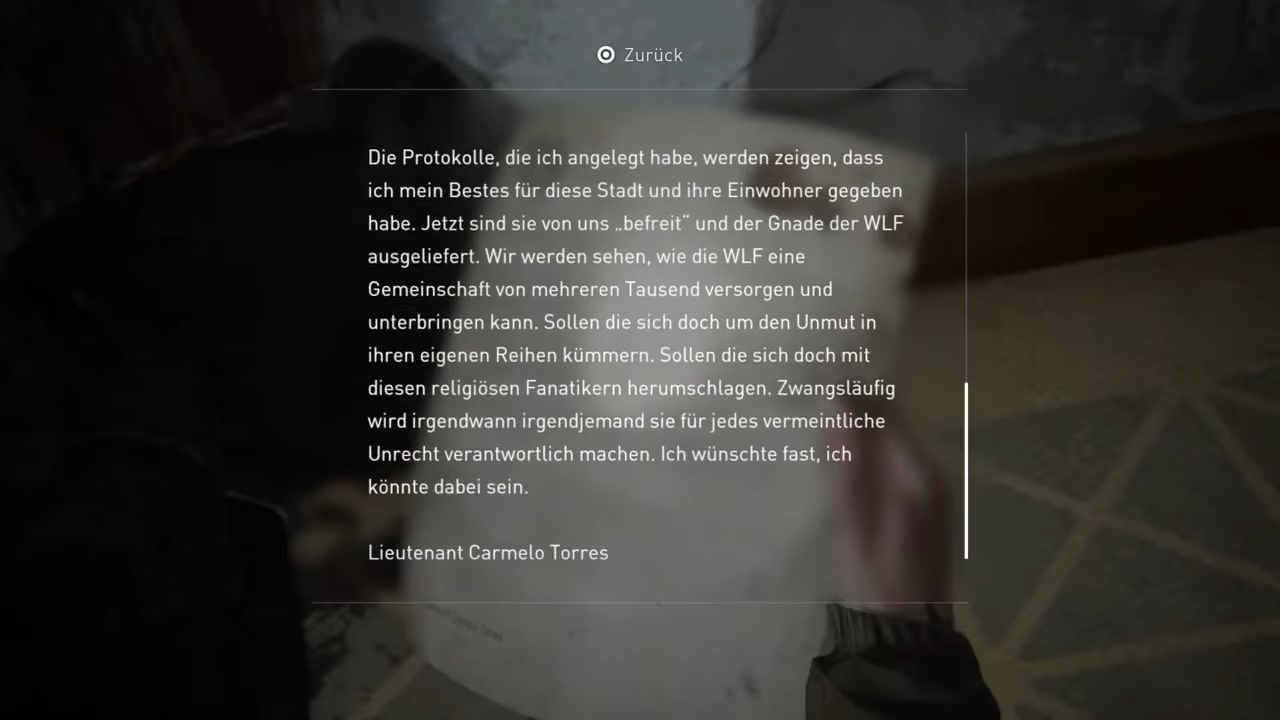 Zurück
Die Protokolle, die ich angelegt habe, werden zeigen, dass
ich mein Bestes für diese Stadt und ihre Einwohner gegeben
habe. Jetzt sind sie von uns „befreit“ und der Gnade der WLF
ausgeliefert. Wir werden sehen, wie die WLF eine
Gemeinschaft von mehreren Tausend versorgen und
unterbringen kann. Sollen die sich doch um den Unmut in
ihren eigenen Reihen kümmern. Sollen die sich doch mit
diesen religiösen Fanatikern herumschlagen. Zwangsläufig
wird irgendwann irgendjemand sie für jedes vermeintliche
Unrecht verantwortlich machen. Ich wünschte fast, ich
könnte dabei sein.
Lieutenant Carmelo Torres